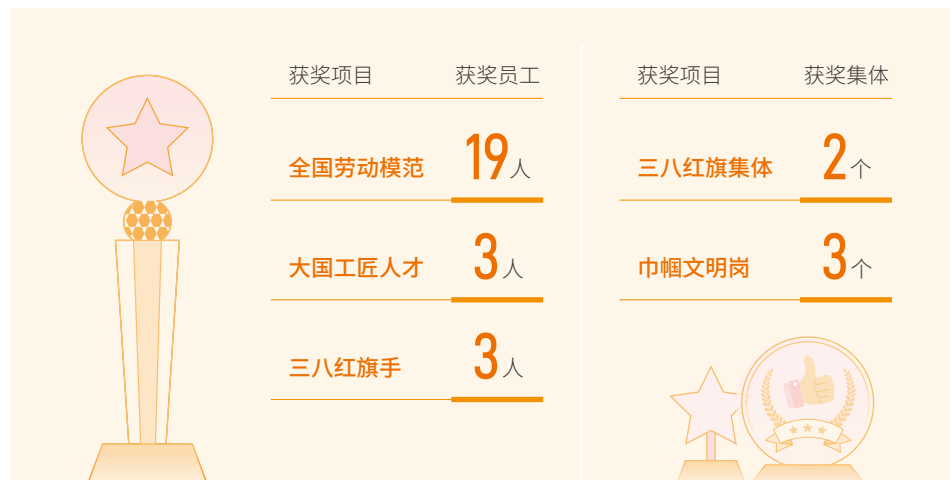 获奖项目 获奖员工
全国劳动模范 19人
大国工匠人才 3人
三八红旗手 3人
获奖项目 获奖集体
三八红旗集体 2个
巾帼文明岗 3个